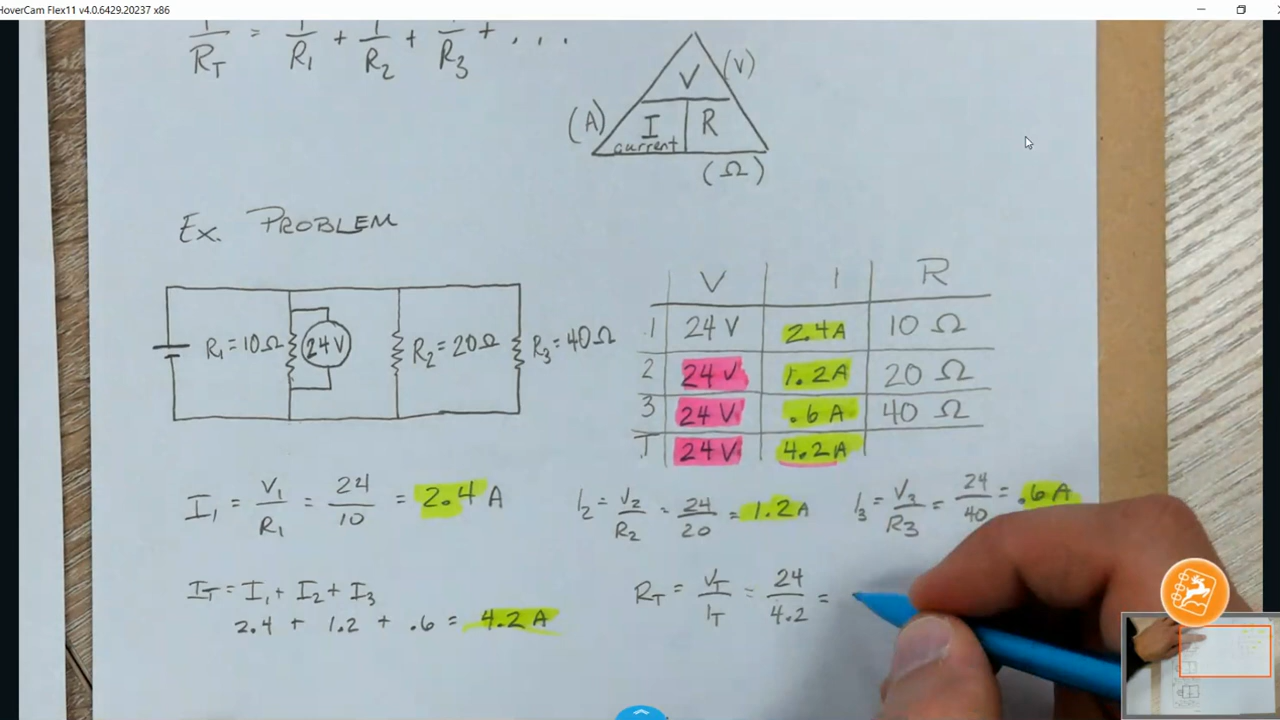 HoverCam Flex11 v4.0.6429.20237 x86
1/RT = 1/R1 + 1/R2 + 1/R3 + . . .
V (V)
(A) I R
current
(Ω)
Ex. PROBLEM
R1=10Ω 24V R2=20Ω R3=40Ω
V I R
1 24 V 2.4A 10 Ω
2 24 V 1.2A 20 Ω
3 24 V .6 A 40 Ω
T 24 V 4.2A
I1 = V1/R1 = 24/10 = 2.4 A
I2 = V2/R2 = 24/20 = 1.2A
I3 = V3/R3 = 24/40 = .6A
IT = I1 + I2 + I3
2.4 + 1.2 + .6 = 4.2 A
RT = VT/IT = 24/4.2 =